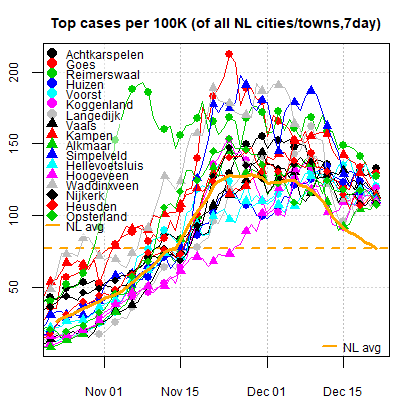 Top cases per 100K (of all NL cities/towns,7day)
Achtkarspelen
Goes
Reimerswaal
Huizen
Voorst
Koggenland
Langedijk
Vaals
Kampen
Alkmaar
Simpelveld
Hellevoetsluis
Hoogeveen
Waddinxveen
Nijkerk
Heusden
Opsterland
NL avg
200
150
100
50
NL avg
Nov 01 Nov 15 Dec 01 Dec 15